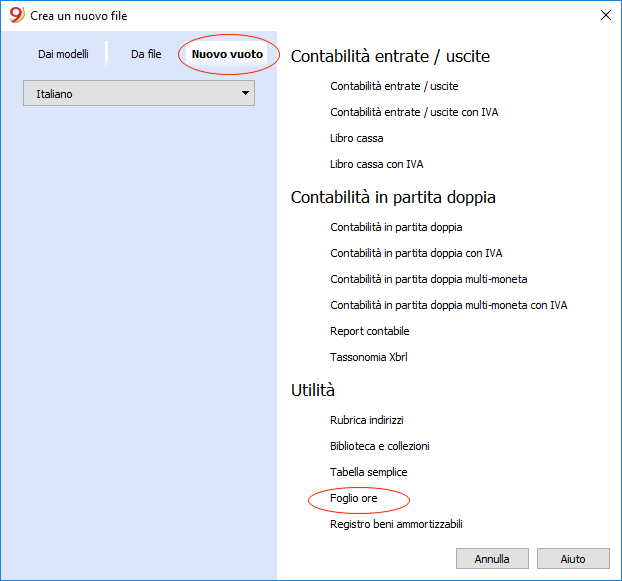 Crea un nuovo file
Dai modelli Da file Nuovo vuoto
Italiano
Contabilità entrate / uscite
Contabilità entrate / uscite
Contabilità entrate / uscite con IVA
Libro cassa
Libro cassa con IVA
Contabilità in partita doppia
Contabilità in partita doppia
Contabilità in partita doppia con IVA
Contabilità in partita doppia multi-moneta
Contabilità in partita doppia multi-moneta con IVA
Report contabile
Tassonomia Xbrl
Utilità
Rubrica indirizzi
Biblioteca e collezioni
Tabella semplice
Foglio ore
Registro beni ammortizzabili
Annulla Aiuto